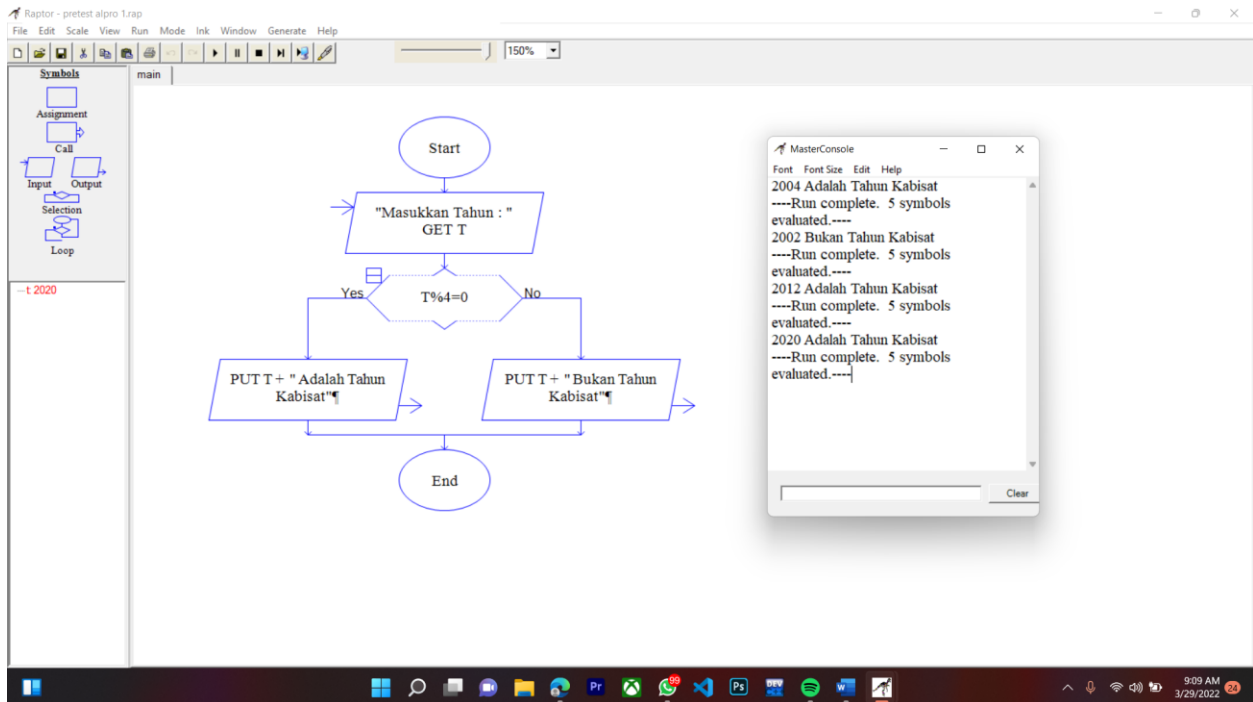 Raptor - pretest alpro 1.rap
File Edit Scale View Run Mode Ink Window Generate Help
150%
Symbols
Assignment
Call
Input Output
Selection
Loop
t: 2020
main
Start
"Masukkan Tahun : "
GET T
Yes
T%4=0
No
PUT T + " Adalah Tahun
Kabisat"¶
PUT T + " Bukan Tahun
Kabisat"¶
End
MasterConsole
Font Font Size Edit Help
2004 Adalah Tahun Kabisat
----Run complete. 5 symbols
evaluated.----
2002 Bukan Tahun Kabisat
----Run complete. 5 symbols
evaluated.----
2012 Adalah Tahun Kabisat
----Run complete. 5 symbols
evaluated.----
2020 Adalah Tahun Kabisat
----Run complete. 5 symbols
evaluated.----
Clear
Pr
99
Ps
DEV
W
9:09 AM
3/29/2022
24